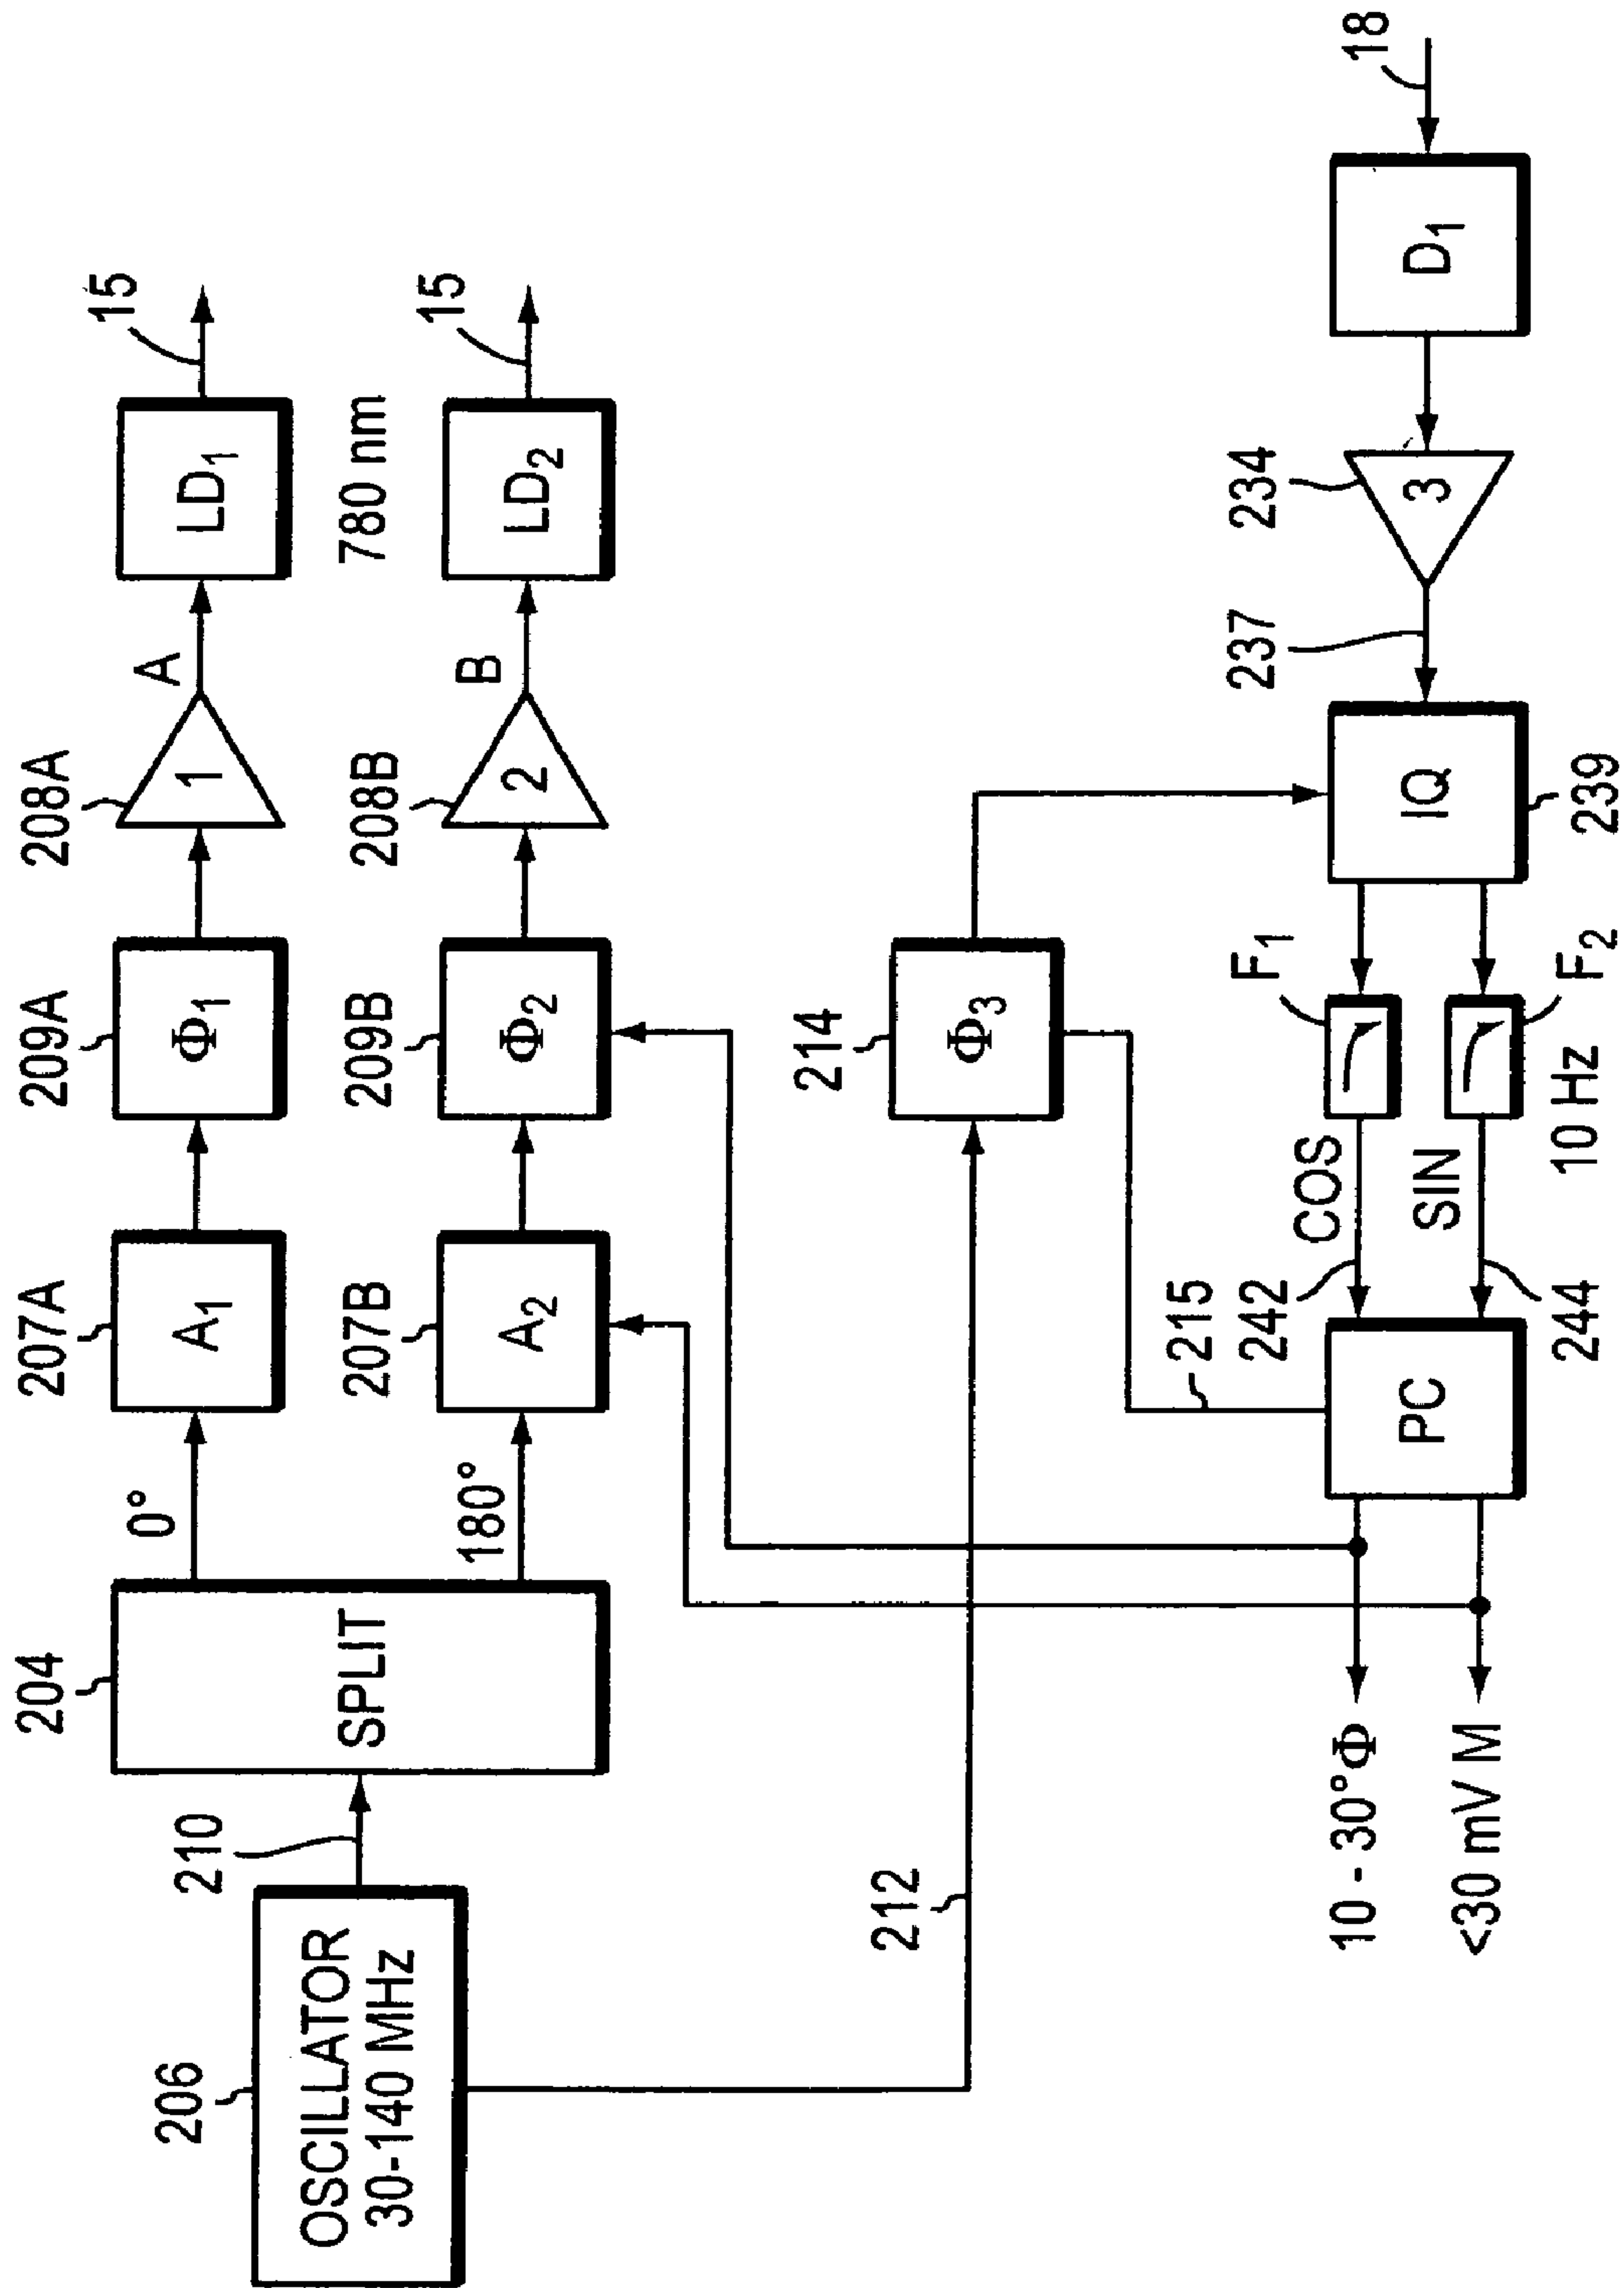 206
OSCILLATOR
30-140 MHz
210
204
SPLIT
0°
180°
207A
A₁
209A
Φ₁
208A
1
A
LD₁
15
207B
A₂
209B
Φ₂
208B
2
B
780 nm
LD₂
15
212
214
Φ₃
215
18
D₁
234
3
237
IQ
239
F₁
F₂
10 Hz
COS
SIN
242
244
PC
10 - 30°Φ
<30 mV M